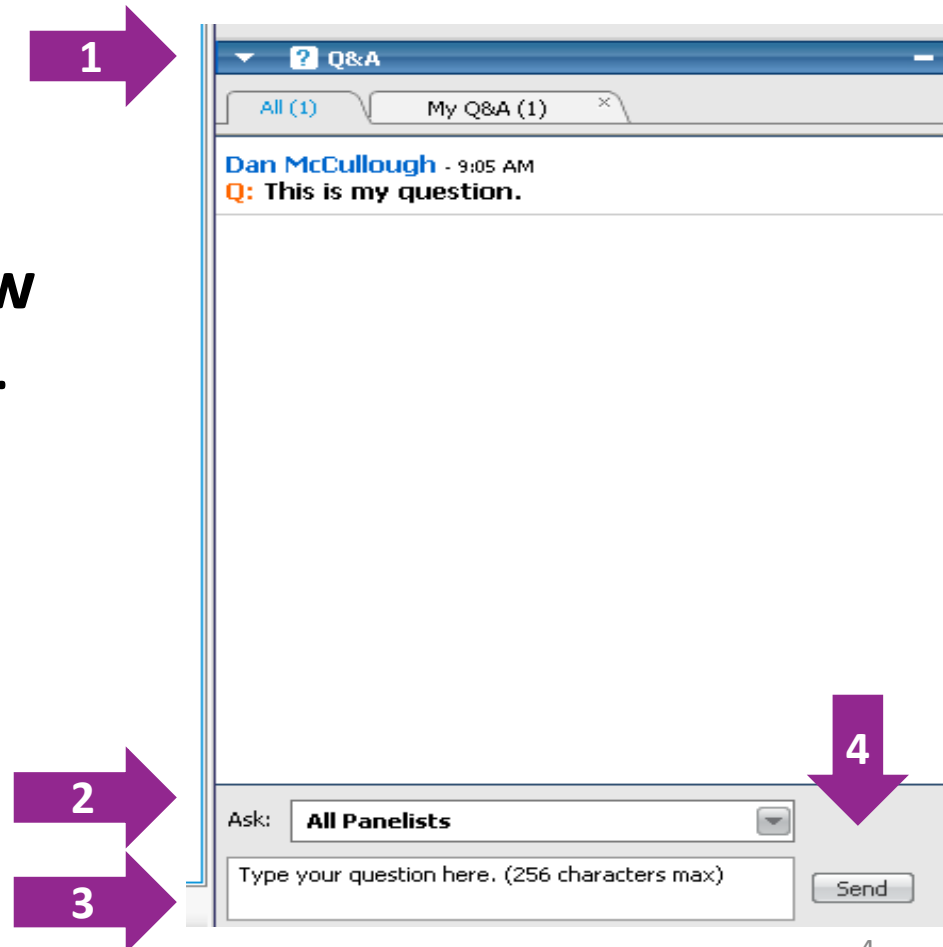 1
? Q&A
All (1) My Q&A (1)
Dan McCullough - 9:05 AM
Q: This is my question.
w
.
4
2
Ask: All Panelists
3
Type your question here. (256 characters max)
Send